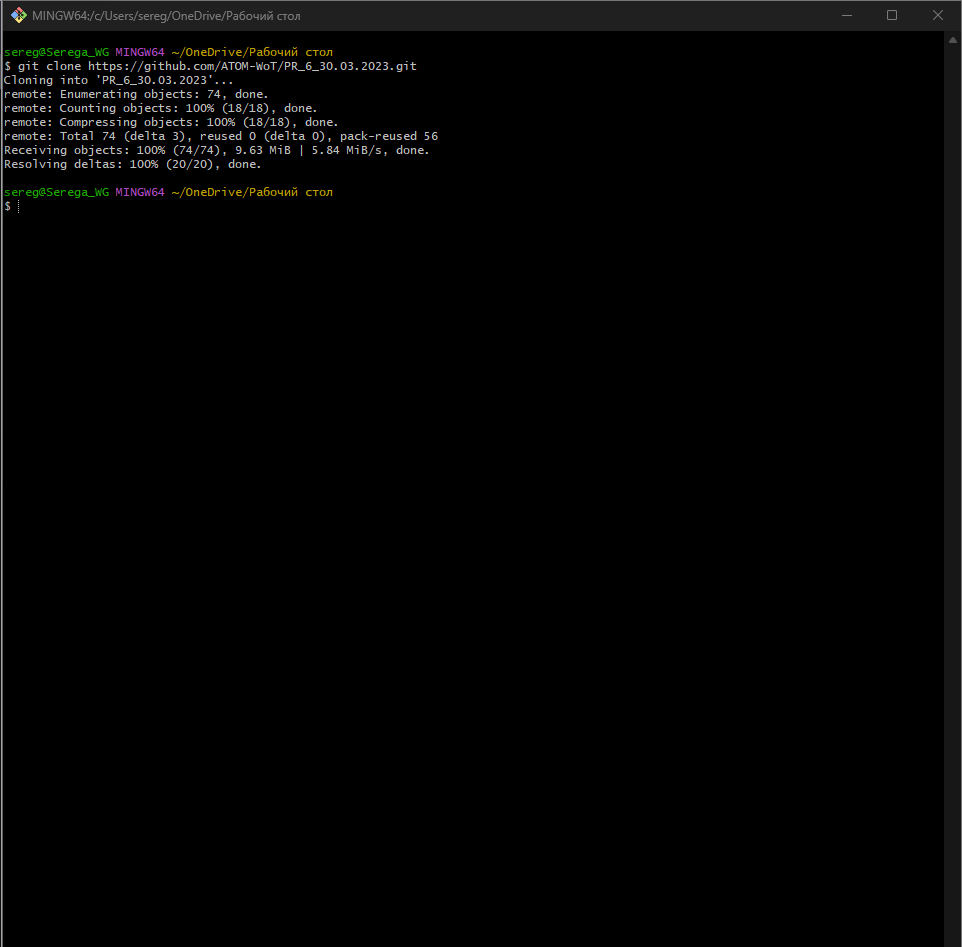 MINGW64:/c/Users/sereg/OneDrive/Рабочий стол
sereg@Serega_WG MINGW64 ~/OneDrive/Рабочий стол
$ git clone https://github.com/ATOM-WoT/PR_6_30.03.2023.git
Cloning into 'PR_6_30.03.2023'...
remote: Enumerating objects: 74, done.
remote: Counting objects: 100% (18/18), done.
remote: Compressing objects: 100% (18/18), done.
remote: Total 74 (delta 3), reused 0 (delta 0), pack-reused 56
Receiving objects: 100% (74/74), 9.63 MiB | 5.84 MiB/s, done.
Resolving deltas: 100% (20/20), done.
sereg@Serega_WG MINGW64 ~/OneDrive/Рабочий стол
$